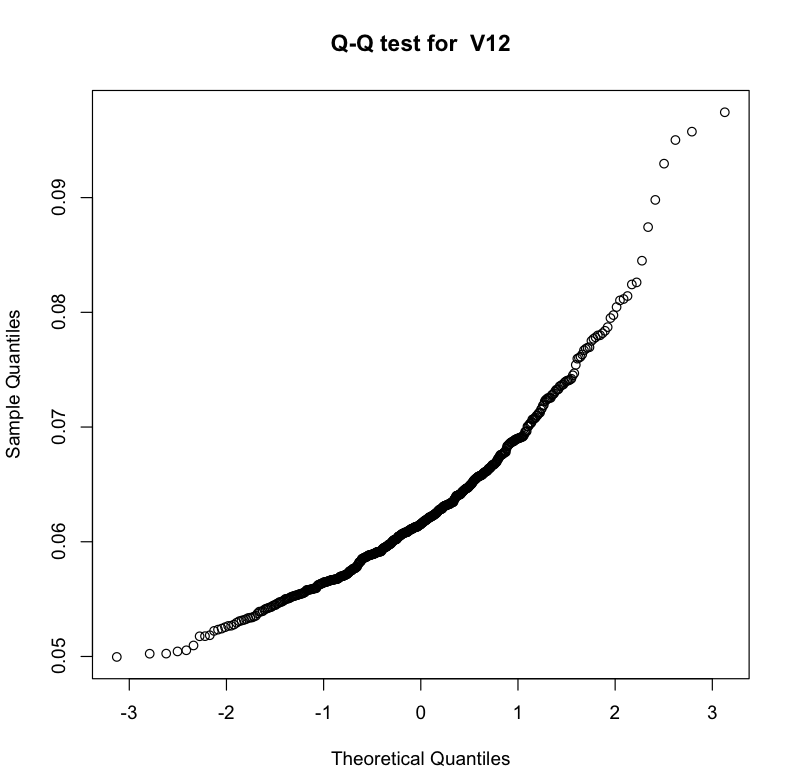 Q-Q test for  V12
Sample Quantiles
0.09
0.08
0.07
0.06
0.05
-3 -2 -1 0 1 2 3
Theoretical Quantiles